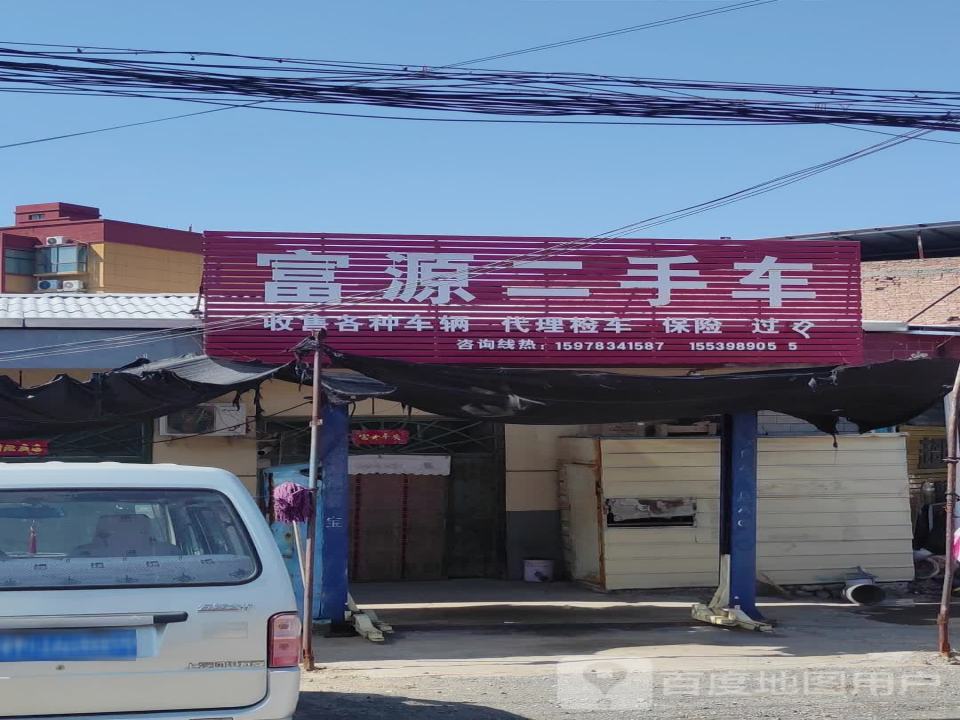 富源二手车
收售各种车辆 代理检车 保险 过々
咨询线热：15978341587 155398905 5
百度地图用户